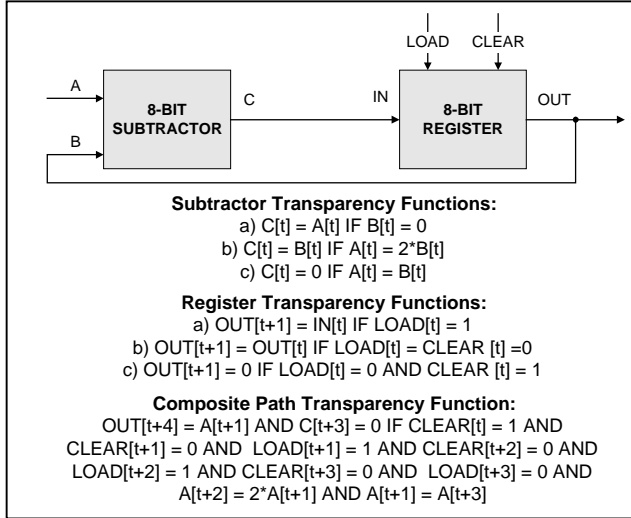 LOAD CLEAR
A
8-BIT
SUBTRACTOR
C
IN
8-BIT
REGISTER
OUT
B
Subtractor Transparency Functions:
a) C[t] = A[t] IF B[t] = 0
b) C[t] = B[t] IF A[t] = 2*B[t]
c) C[t] = 0 IF A[t] = B[t]
Register Transparency Functions:
a) OUT[t+1] = IN[t] IF LOAD[t] = 1
b) OUT[t+1] = OUT[t] IF LOAD[t] = CLEAR [t] =0
c) OUT[t+1] = 0 IF LOAD[t] = 0 AND CLEAR [t] = 1
Composite Path Transparency Function:
OUT[t+4] = A[t+1] AND C[t+3] = 0 IF CLEAR[t] = 1 AND
CLEAR[t+1] = 0 AND LOAD[t+1] = 1 AND CLEAR[t+2] = 0 AND
LOAD[t+2] = 1 AND CLEAR[t+3] = 0 AND LOAD[t+3] = 0 AND
A[t+2] = 2*A[t+1] AND A[t+1] = A[t+3]